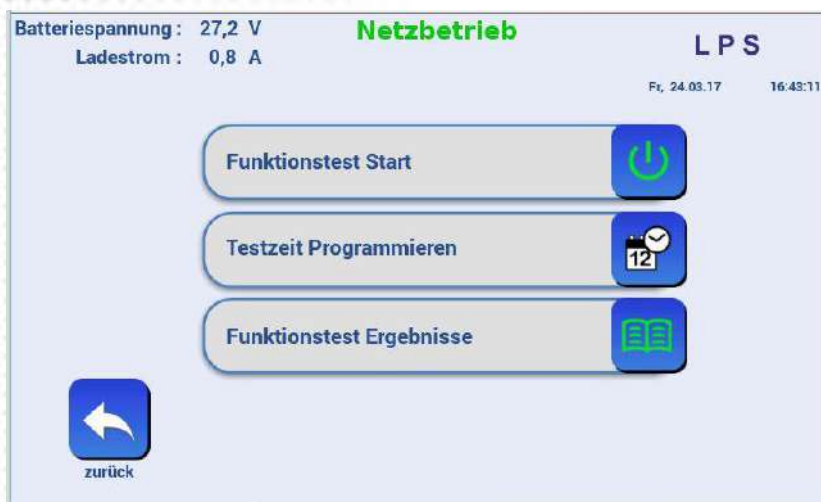 Batteriespannung : 27,2 V
Netzbetrieb
Ladestrom : 0,8 A
L P S
Fr, 24.03.17 16:43:11
Funktionstest Start
Testzeit Programmieren
12
Funktionstest Ergebnisse
zurück